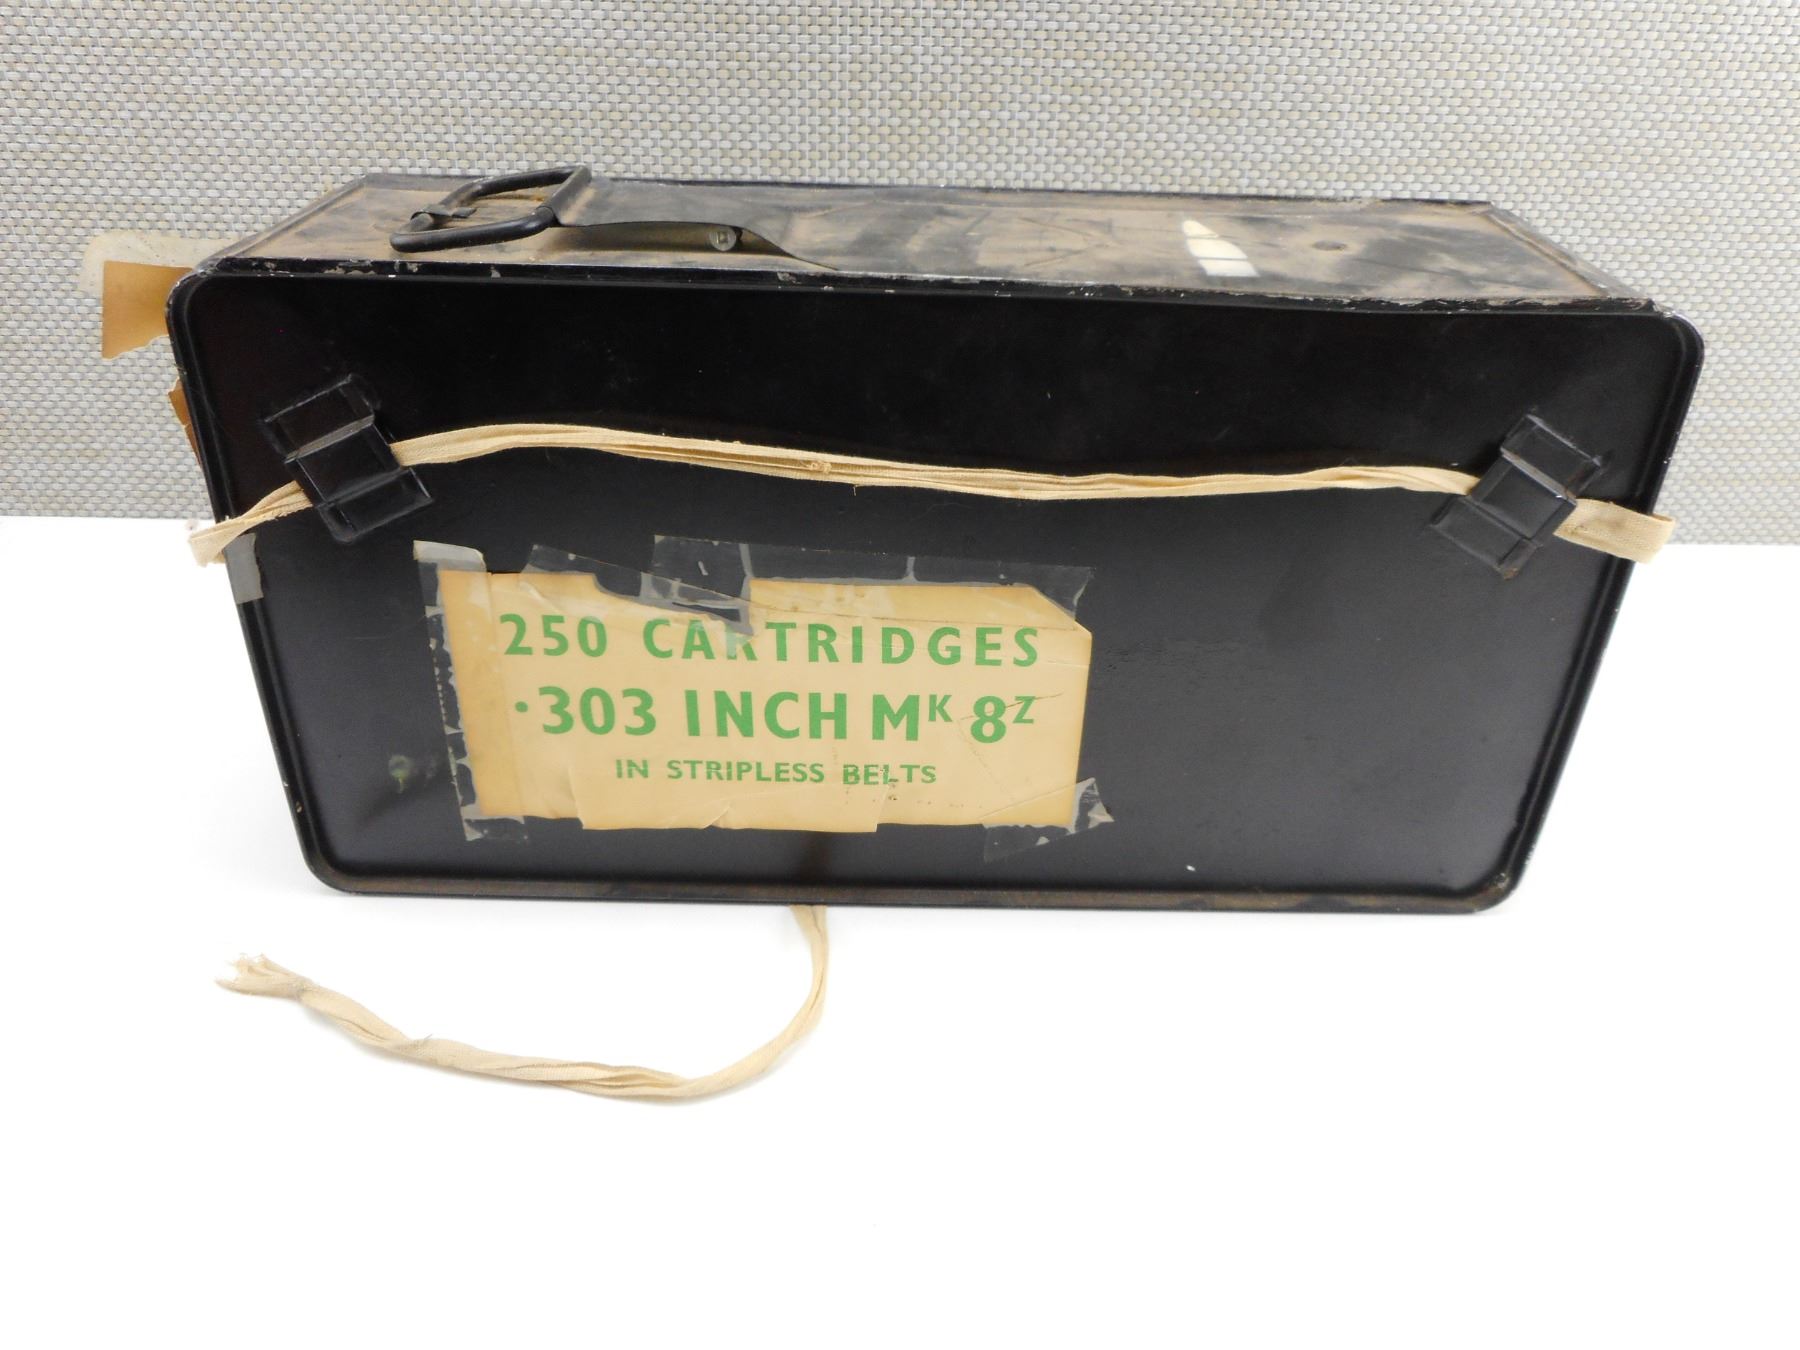 250 CARTRIDGES
·303 INCH MK 8Z
IN STRIPLESS BELTS